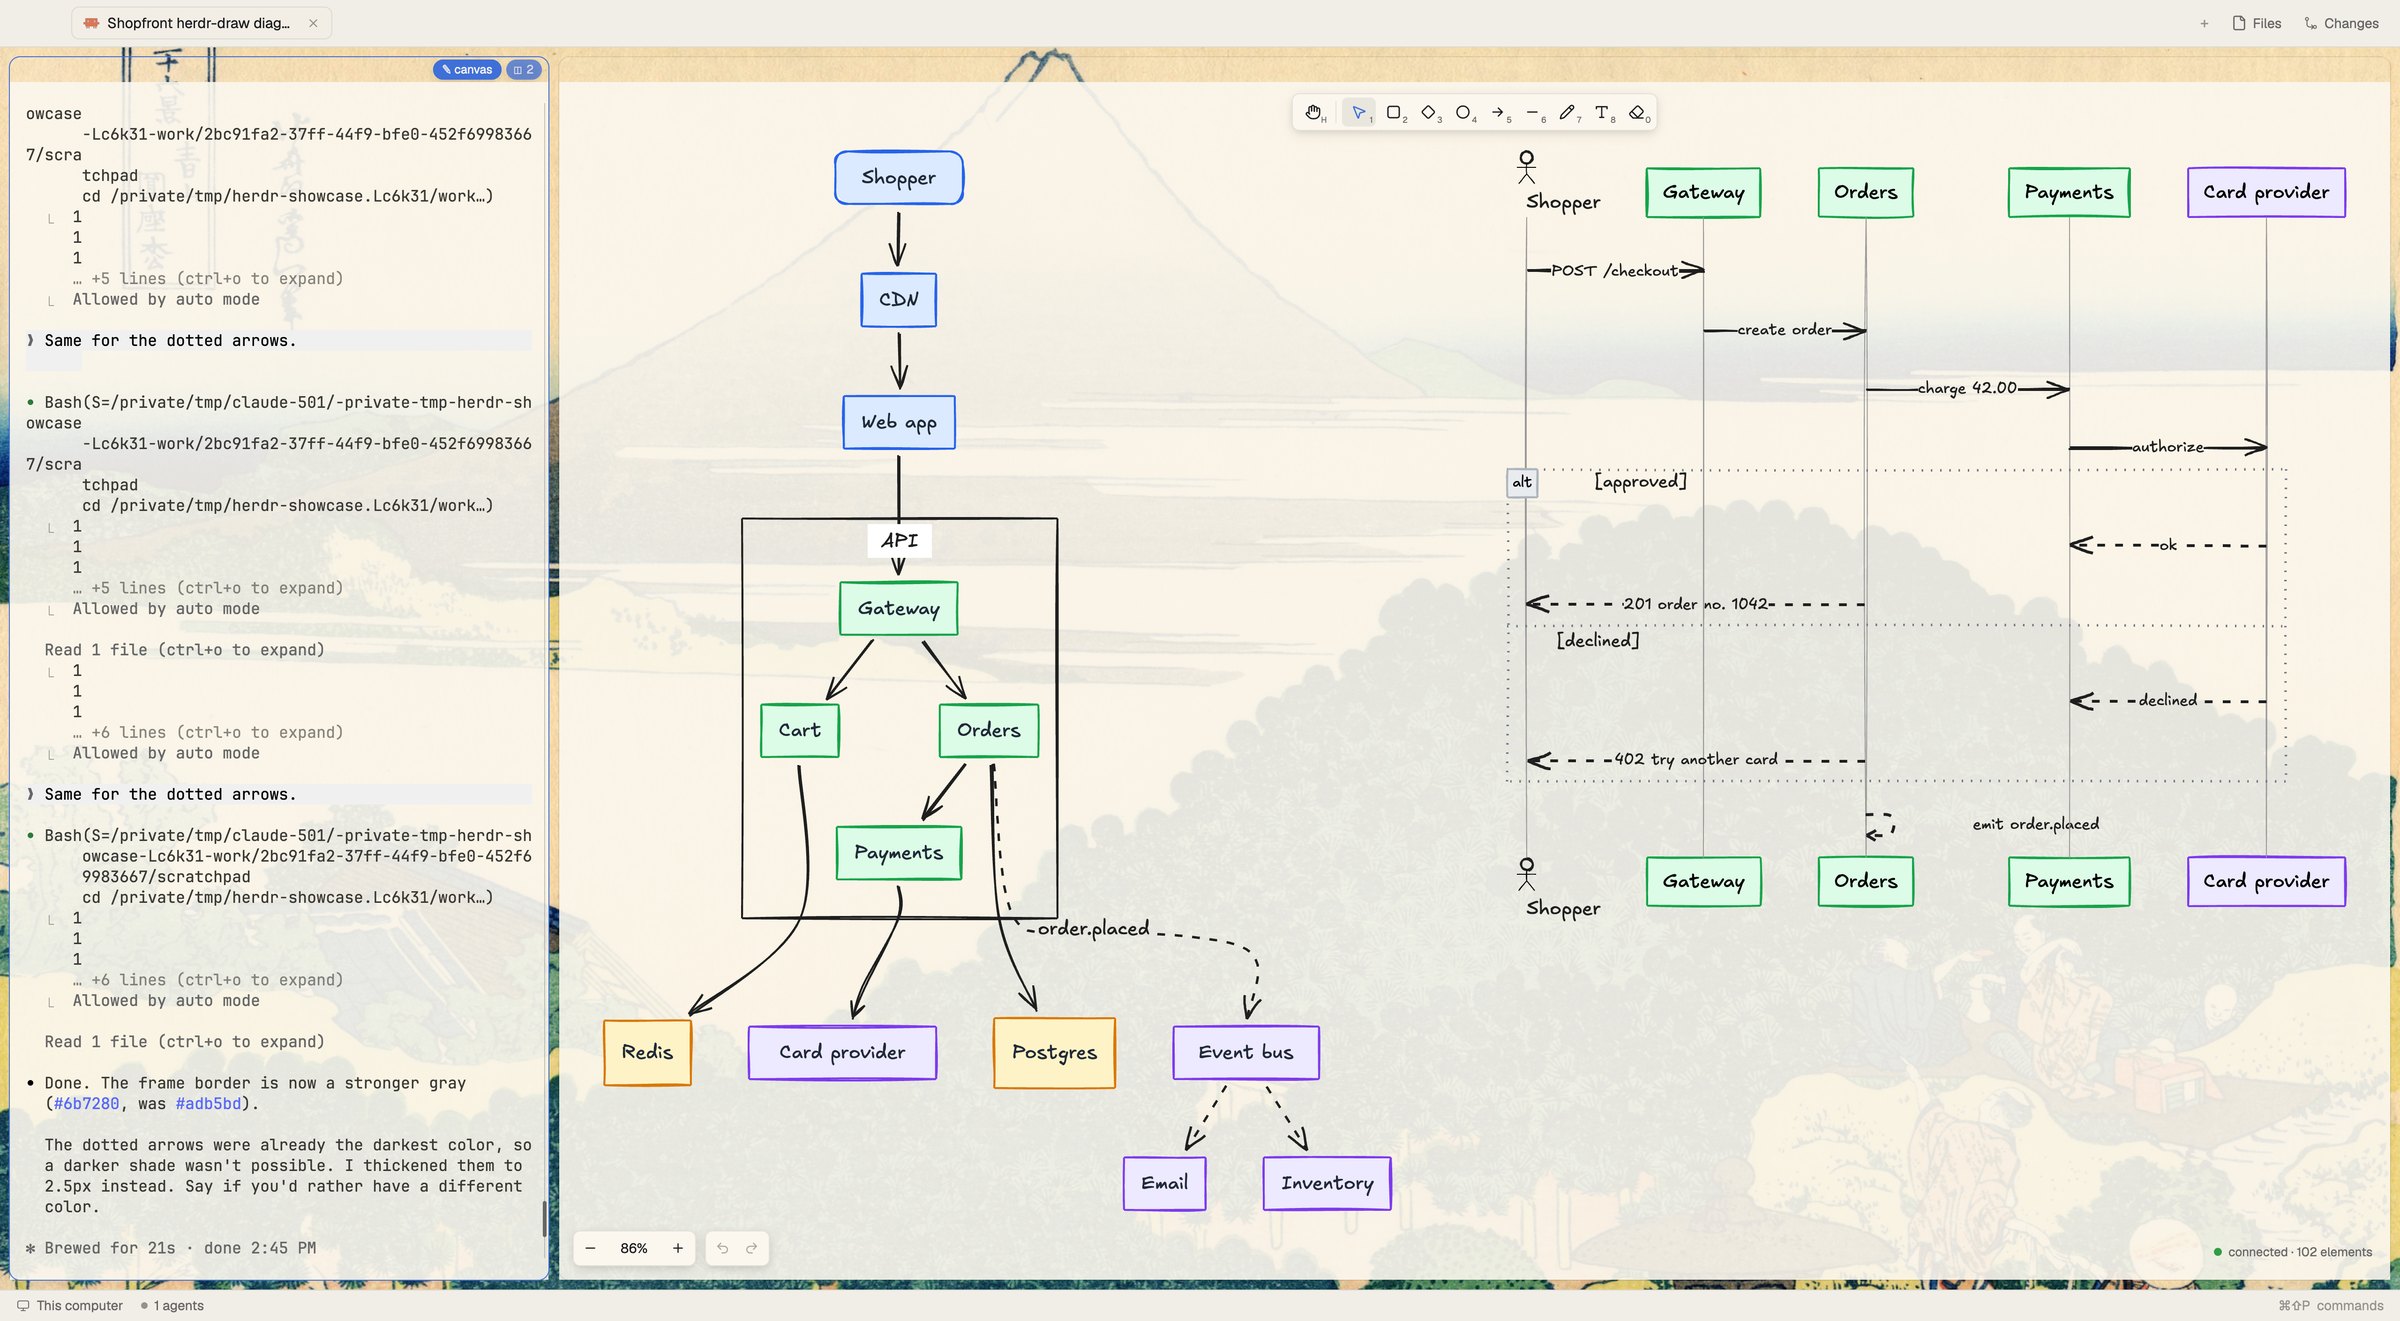 Shopfront herdr-draw diag…
Files
Changes
canvas
2
owcase
-Lc6k31-work/2bc91fa2-37ff-44f9-bfe0-452f6998366
7/scra
tchpad
cd /private/tmp/herdr-showcase.Lc6k31/work…)
1
1
1
… +5 lines (ctrl+o to expand)
Allowed by auto mode
❯ Same for the dotted arrows.
Bash(S=/private/tmp/claude-501/-private-tmp-herdr-sh
owcase
-Lc6k31-work/2bc91fa2-37ff-44f9-bfe0-452f6998366
7/scra
tchpad
cd /private/tmp/herdr-showcase.Lc6k31/work…)
1
1
1
… +5 lines (ctrl+o to expand)
Allowed by auto mode
Read 1 file (ctrl+o to expand)
1
1
1
… +6 lines (ctrl+o to expand)
Allowed by auto mode
❯ Same for the dotted arrows.
Bash(S=/private/tmp/claude-501/-private-tmp-herdr-sh
owcase-Lc6k31-work/2bc91fa2-37ff-44f9-bfe0-452f6
9983667/scratchpad
cd /private/tmp/herdr-showcase.Lc6k31/work…)
1
1
1
… +6 lines (ctrl+o to expand)
Allowed by auto mode
Read 1 file (ctrl+o to expand)
Done. The frame border is now a stronger gray
(#6b7280, was #adb5bd).
The dotted arrows were already the darkest color, so
a darker shade wasn't possible. I thickened them to
2.5px instead. Say if you'd rather have a different
color.
✻ Brewed for 21s · done 2:45 PM
H
1
2
3
4
5
6
7
T 8
0
Shopper
CDN
Web app
API
Gateway
Cart
Orders
Payments
order.placed
Redis
Card provider
Postgres
Event bus
Email
Inventory
Shopper
Gateway
Orders
Payments
Card provider
POST /checkout
create order
charge 42.00
authorize
alt
[approved]
ok
201 order no. 1042
[declined]
declined
402 try another card
emit order.placed
Shopper
Gateway
Orders
Payments
Card provider
− 86% +
connected · 102 elements
This computer
1 agents
⌘⇧P commands